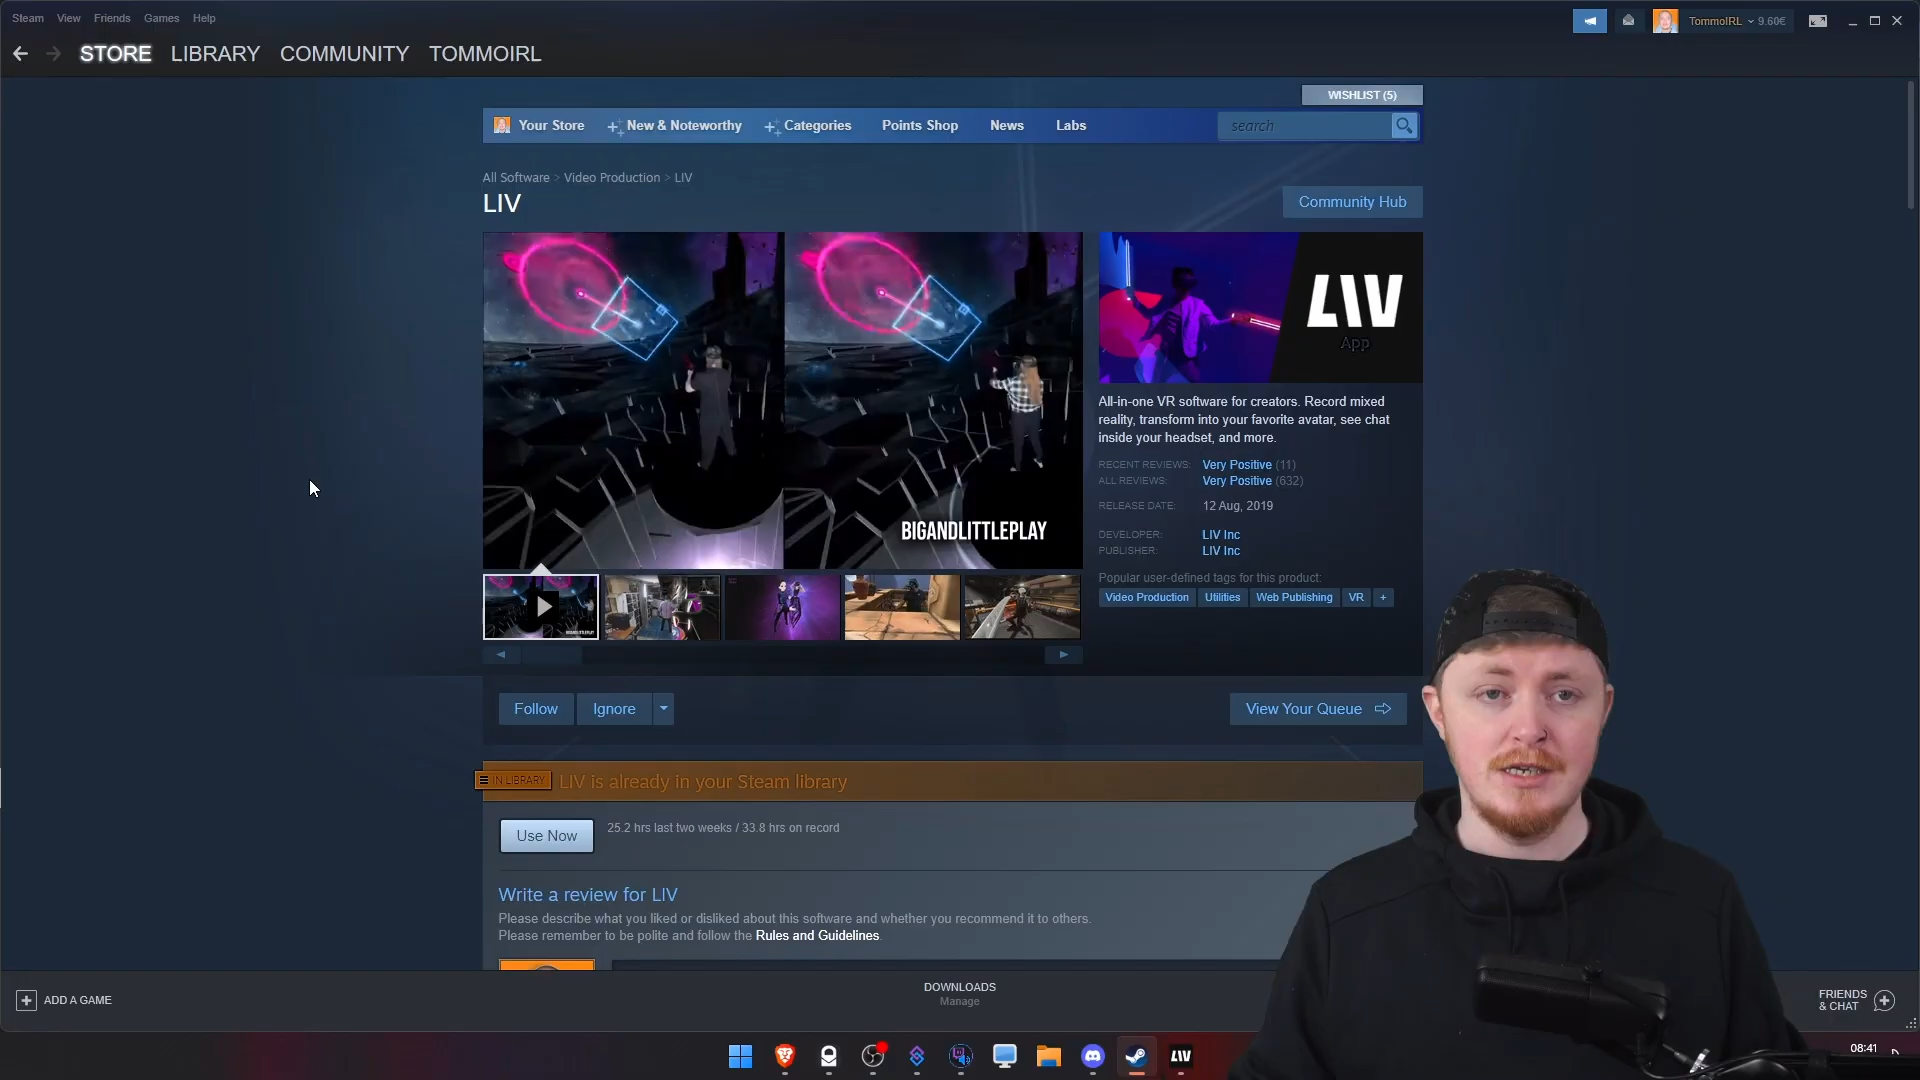 Steam View Friends Games Help
TommoIRL 9.60€
STORE LIBRARY COMMUNITY TOMMOIRL
WISHLIST (5)
Your Store New & Noteworthy Categories Points Shop News Labs search
All Software > Video Production > LIV
LIV
Community Hub
LIV
App
BIGANDLITTLEPLAY
All-in-one VR software for creators. Record mixed
reality, transform into your favorite avatar, see chat
inside your headset, and more.
RECENT REVIEWS: Very Positive (11)
ALL REVIEWS: Very Positive (632)
RELEASE DATE: 12 Aug, 2019
DEVELOPER: LIV Inc
PUBLISHER: LIV Inc
Popular user-defined tags for this product:
Video Production Utilities Web Publishing VR +
BIGANDLITTLEPLAY
Follow Ignore View Your Queue
IN LIBRARY LIV is already in your Steam library
Use Now 25.2 hrs last two weeks / 33.8 hrs on record
Write a review for LIV
Please describe what you liked or disliked about this software and whether you recommend it to others.
Please remember to be polite and follow the Rules and Guidelines.
ADD A GAME
DOWNLOADS
Manage
FRIENDS
& CHAT
LIV
08:41